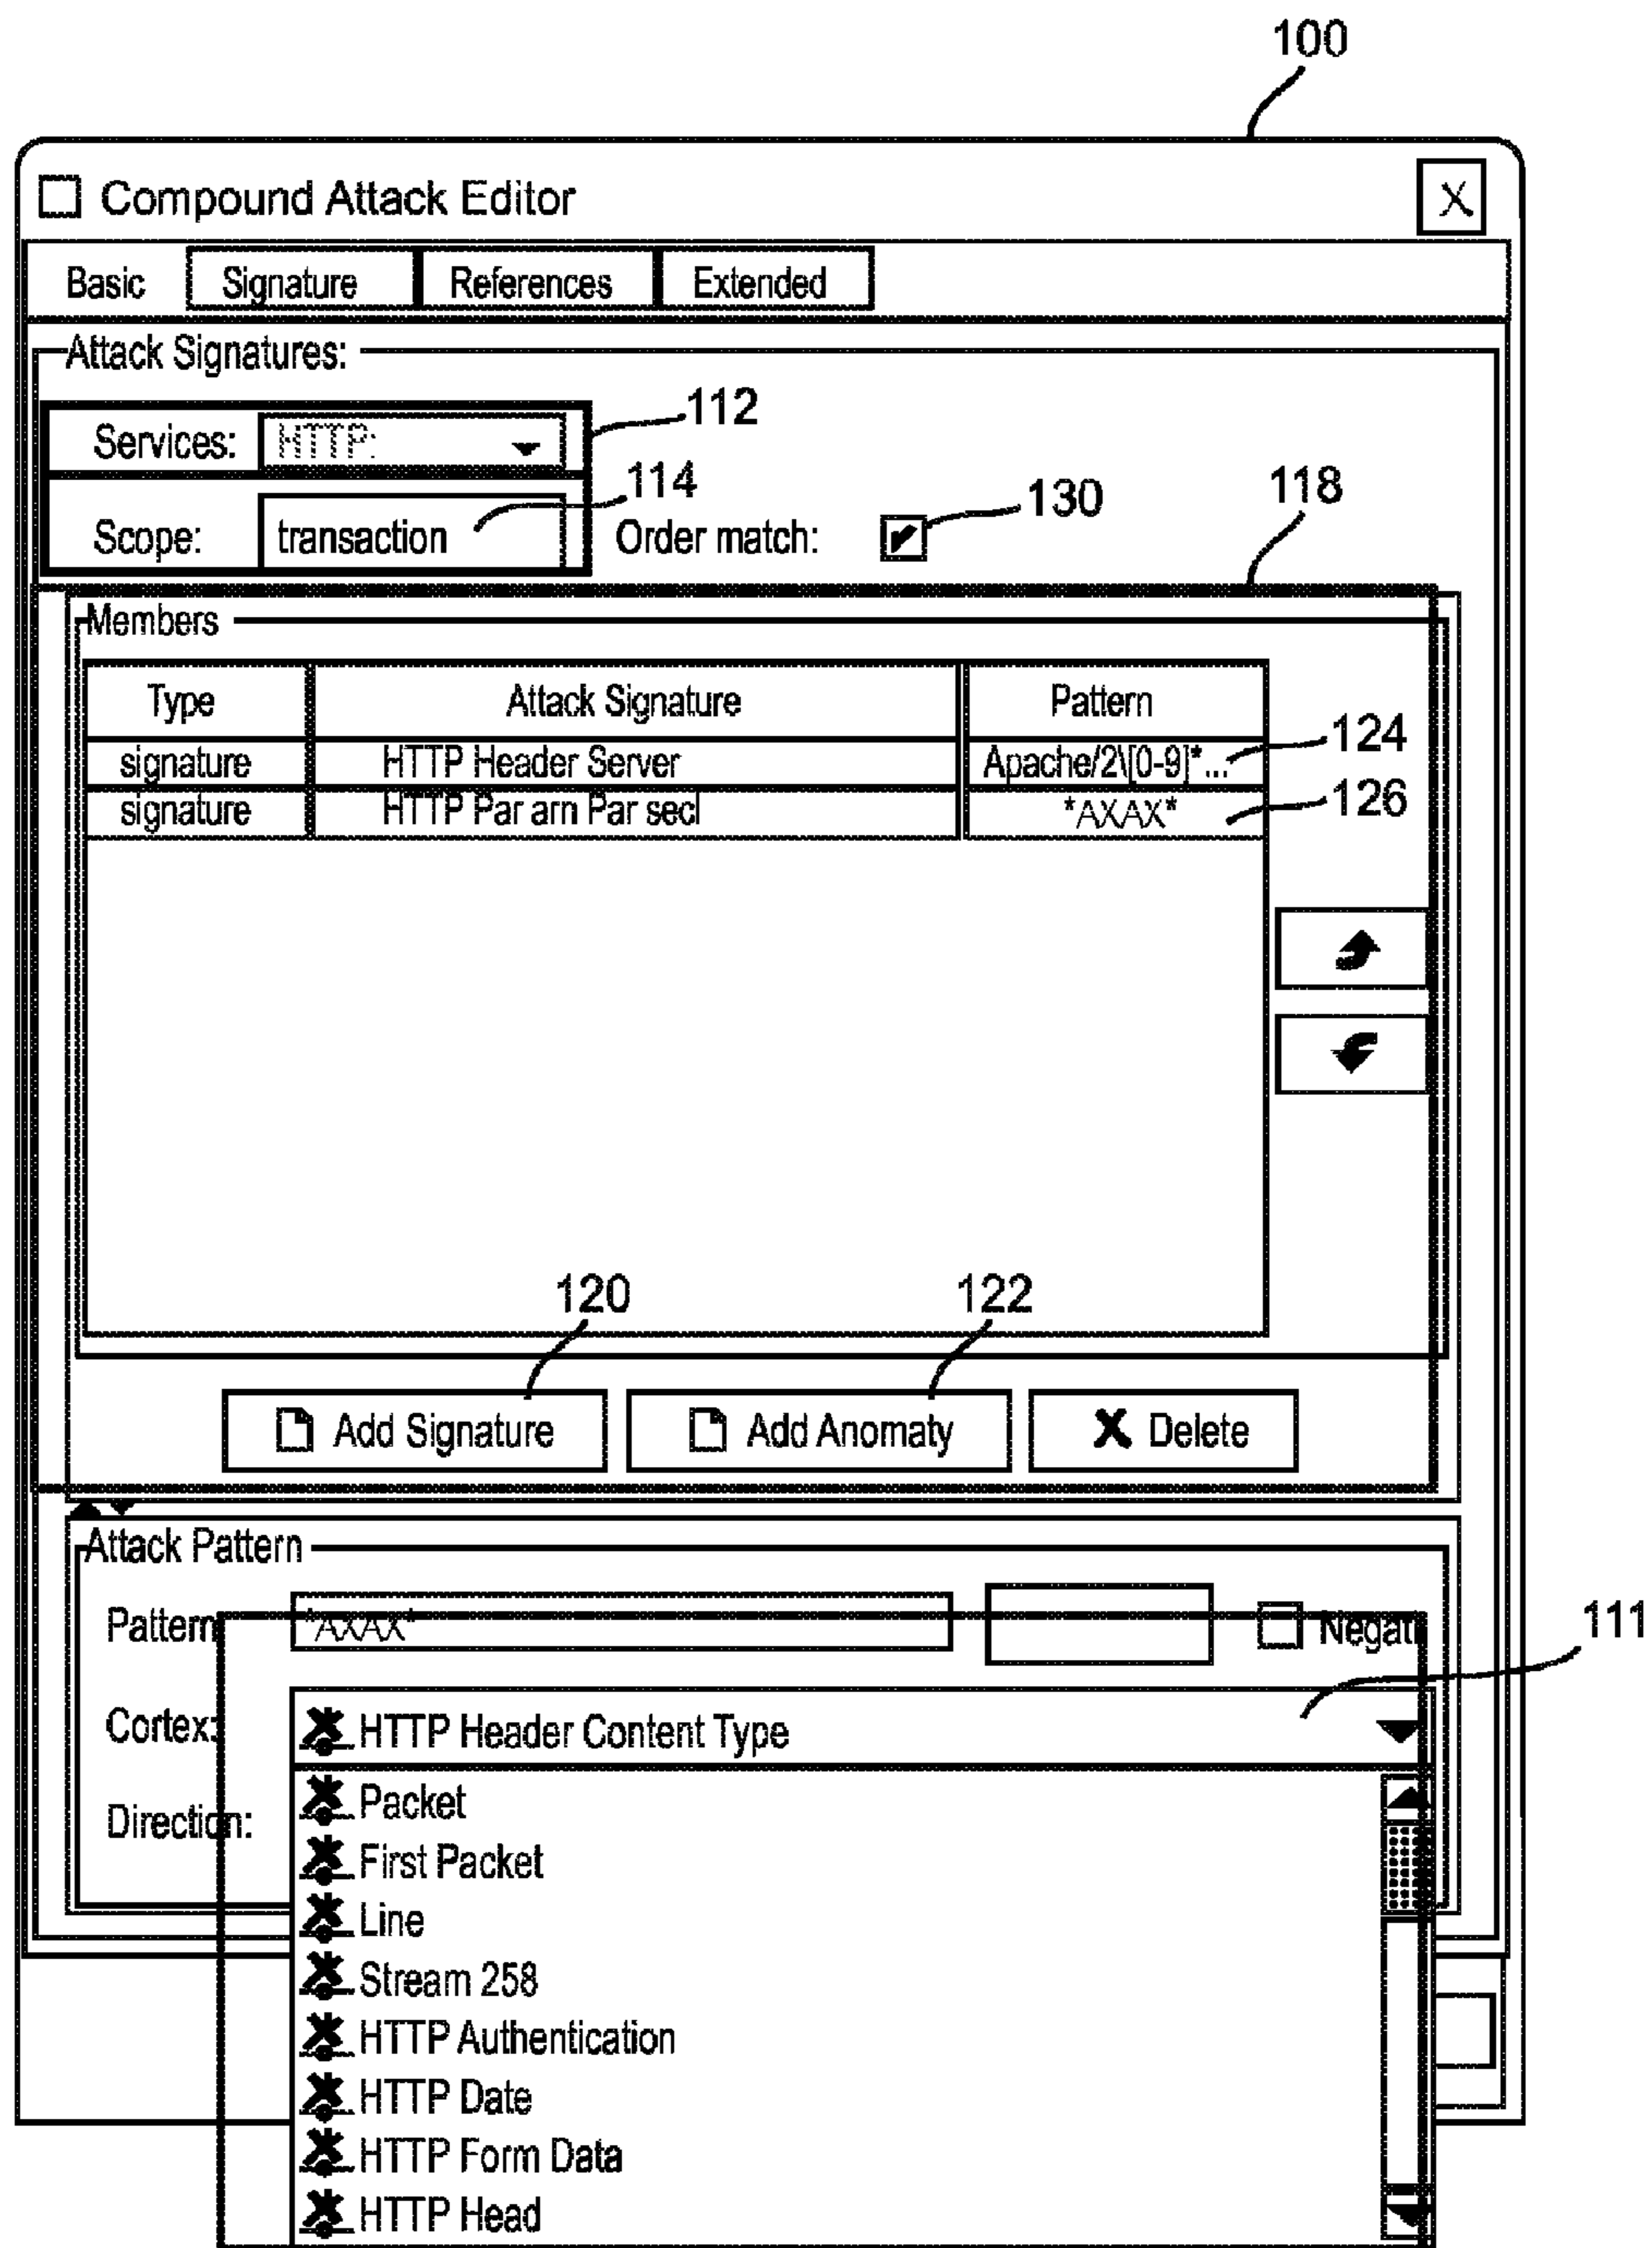 100
Compound Attack Editor X
Basic Signature References Extended
Attack Signatures:
112
Services: HTTP:
114
130
118
Scope: transaction Order match:
Members
Type Attack Signature Pattern
signature HTTP Header Server Apache/2\[0-9]*... 124
signature HTTP Par arn Par secl *AXAX* 126
120 122
Add Signature Add Anomaty Delete
Attack Pattern
Pattern *AXAX* Negati
111
Cortex: HTTP Header Content Type
Packet
Direction:
First Packet
Line
Stream 258
HTTP Authentication
HTTP Date
HTTP Form Data
HTTP Head